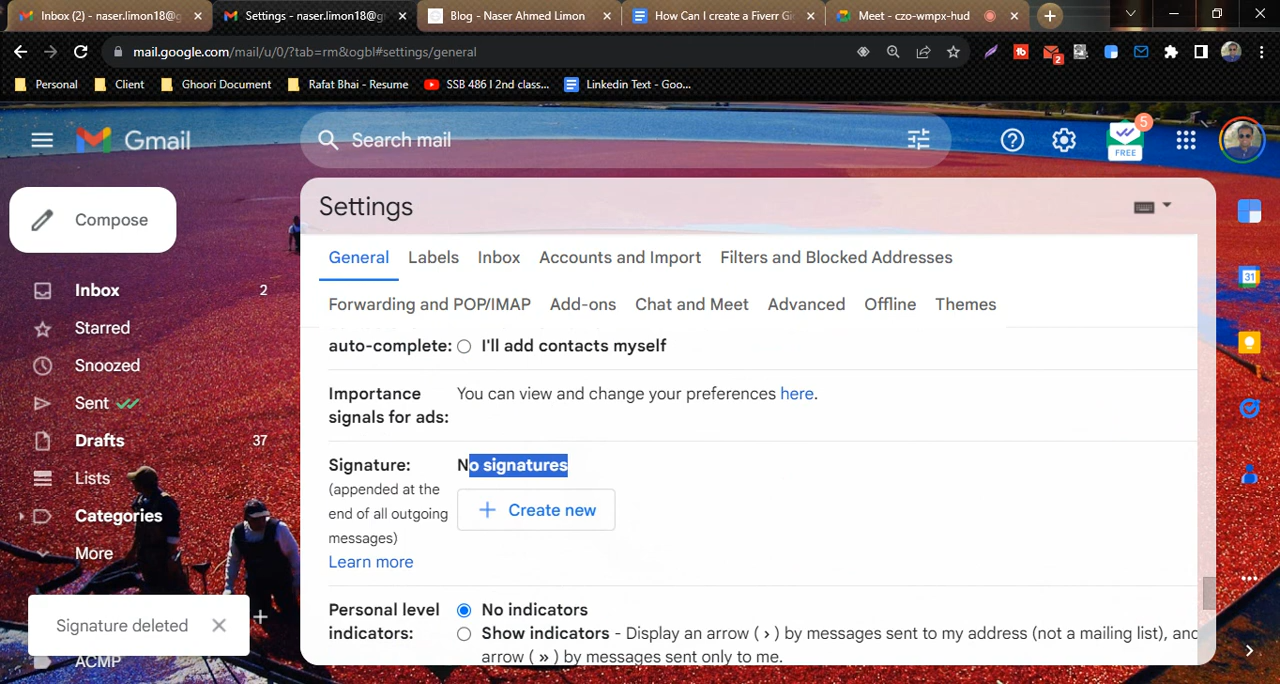 Inbox (2) - naser.limon18@g
Settings - naser.limon18@g
Blog - Naser Ahmed Limon
How Can I create a Fiverr Gi
Meet - czo-wmpx-hud
mail.google.com/mail/u/0/?tab=rm&ogbl#settings/general
2
Personal
Client
Ghoori Document
Rafat Bhai - Resume
SSB 486 I 2nd class...
Linkedin Text - Goo...
Gmail
Search mail
5
FREE
Compose
Settings
General
Labels
Inbox
Accounts and Import
Filters and Blocked Addresses
Forwarding and POP/IMAP
Add-ons
Chat and Meet
Advanced
Offline
Themes
Inbox 2
Starred
Snoozed
Sent
Drafts 37
Lists
Categories
More
ACMP
auto-complete:
I'll add contacts myself
Importance
signals for ads:
You can view and change your preferences here.
Signature:
(appended at the
end of all outgoing
messages)
Learn more
No signatures
Create new
Personal level
indicators:
No indicators
Show indicators - Display an arrow ( › ) by messages sent to my address (not a mailing list), and
arrow ( » ) by messages sent only to me.
Signature deleted
31